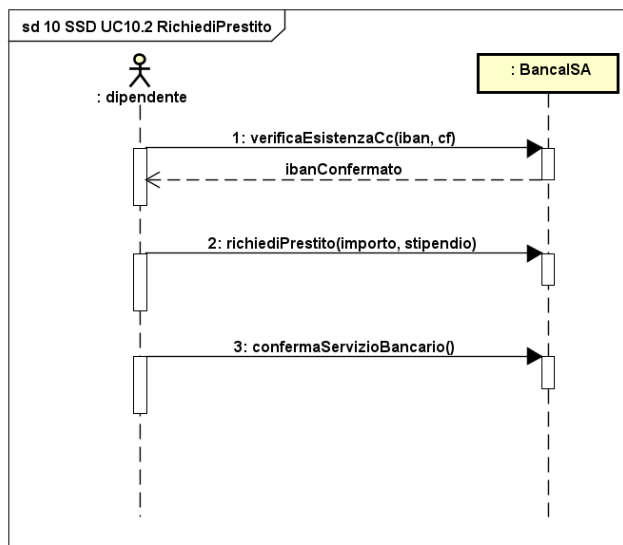 sd 10 SSD UC10.2 RichiediPrestito
: dipendente
: BancaISA
1: verificaEsistenzaCc(iban, cf)
ibanConfermato
2: richiediPrestito(importo, stipendio)
3: confermaServizioBancario()